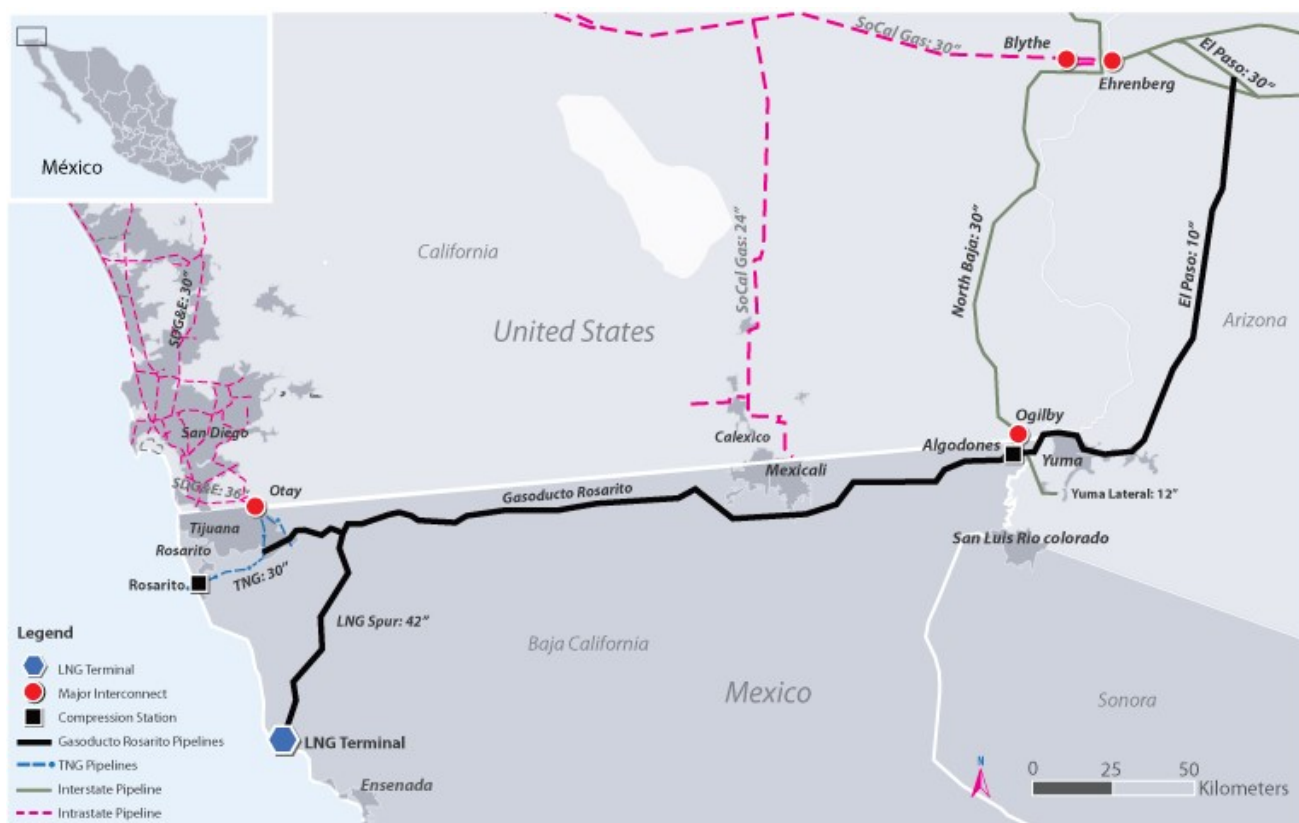 México
SoCal Gas: 30”
Blythe
Ehrenberg
El Paso: 30”
California
SDG&E: 30”
SoCal Gas: 24”
North Baja: 30”
El Paso: 10”
Arizona
United States
San Diego
Calexico
Ogilby
Algodones
Yuma
Mexicali
Yuma Lateral: 12”
SDG&E: 36”
Otay
Gasoducto Rosarito
Tijuana
Rosarito
San Luis Rio colorado
Rosarito
TNG: 30”
LNG Spur: 42”
Baja California
Mexico
Sonora
LNG Terminal
Ensenada
Legend
LNG Terminal
Major Interconnect
Compression Station
Gasoducto Rosarito Pipelines
TNG Pipelines
Interstate Pipeline
Intrastate Pipeline
N
0 25 50
Kilometers